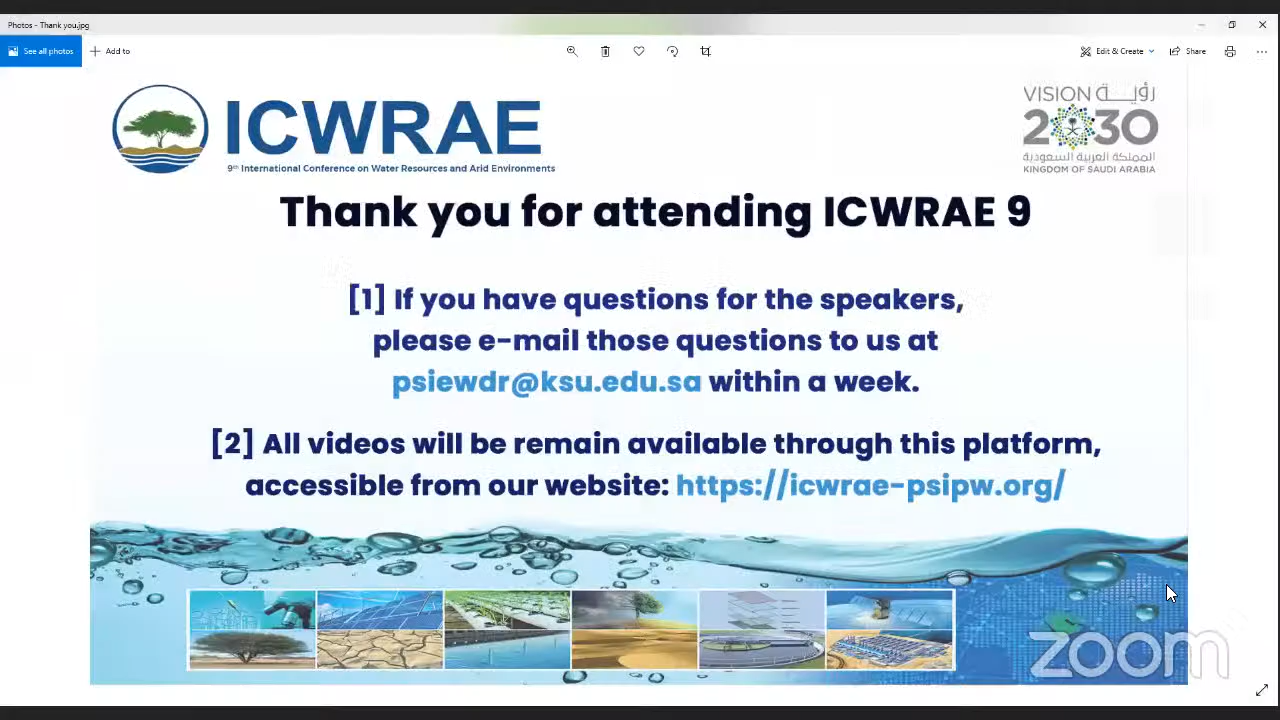 Photos - Thank you.jpg
See all photos
Add to
Edit & Create
Share
ICWRAE
9th International Conference on Water Resources and Arid Environments
VISION رؤية
2030
المملكة العربية السعودية
KINGDOM OF SAUDI ARABIA
Thank you for attending ICWRAE 9
[1] If you have questions for the speakers,
please e-mail those questions to us at
psiewdr@ksu.edu.sa within a week.
[2] All videos will be remain available through this platform,
accessible from our website: https://icwrae-psipw.org/
zoom